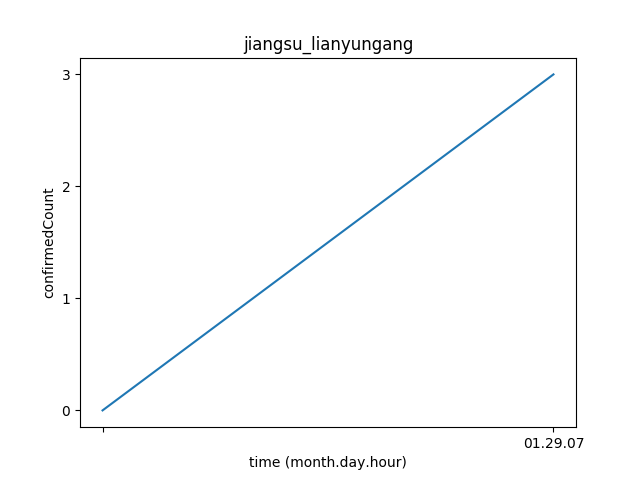 jiangsu_lianyungang
3
2
1
0
confirmedCount
01.29.07
time (month.day.hour)